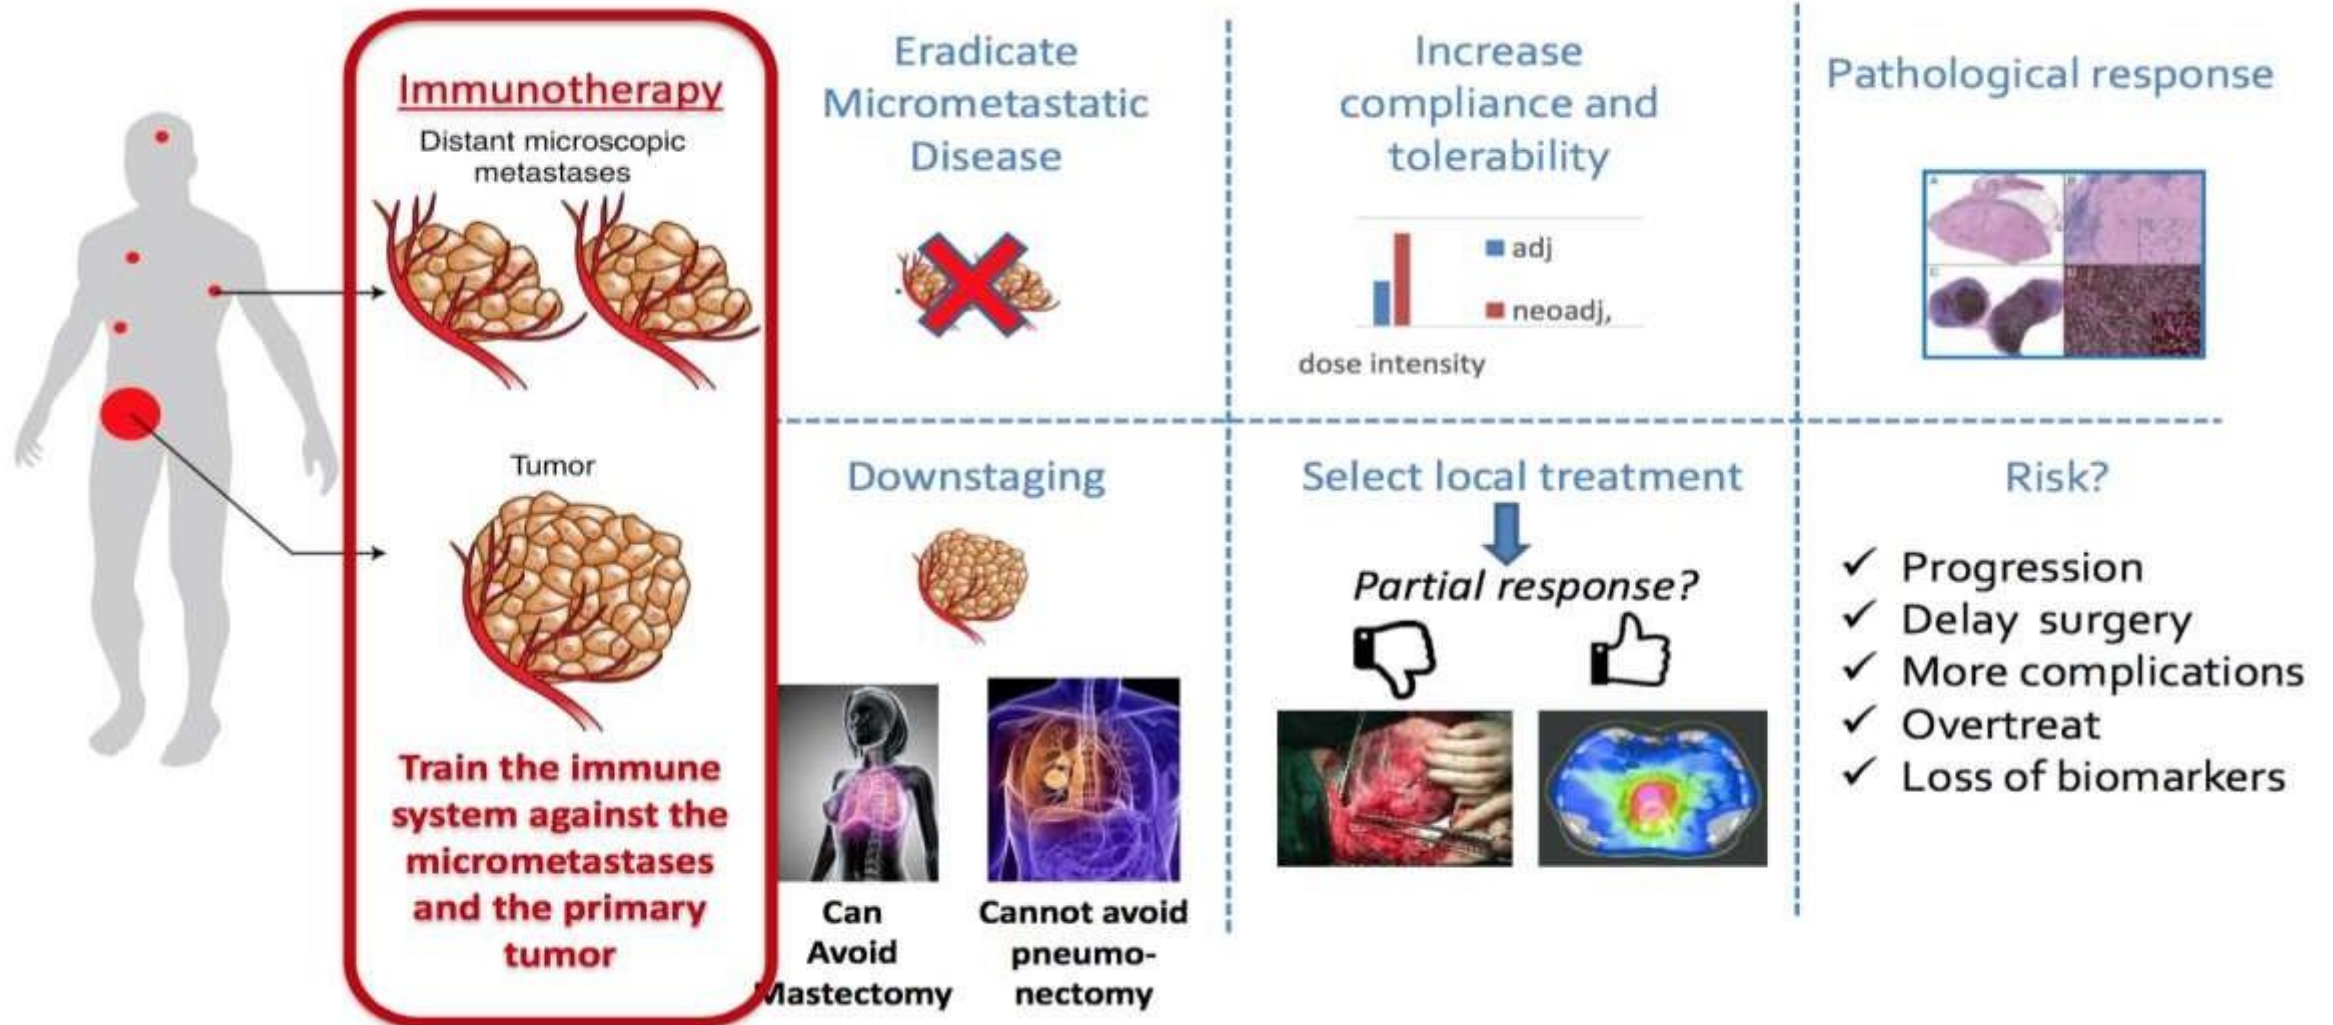 Immunotherapy
Distant microscopic
metastases
Tumor
Train the immune
system against the
micrometastases
and the primary
tumor
Eradicate
Micrometastatic
Disease
Increase
compliance and
tolerability
adj
neoadj,
dose intensity
Pathological response
A
B
C
Downstaging
Can
Avoid
Mastectomy
Cannot avoid
pneumo-
nectomy
Select local treatment
Partial response?
Risk?
✓ Progression
✓ Delay surgery
✓ More complications
✓ Overtreat
✓ Loss of biomarkers